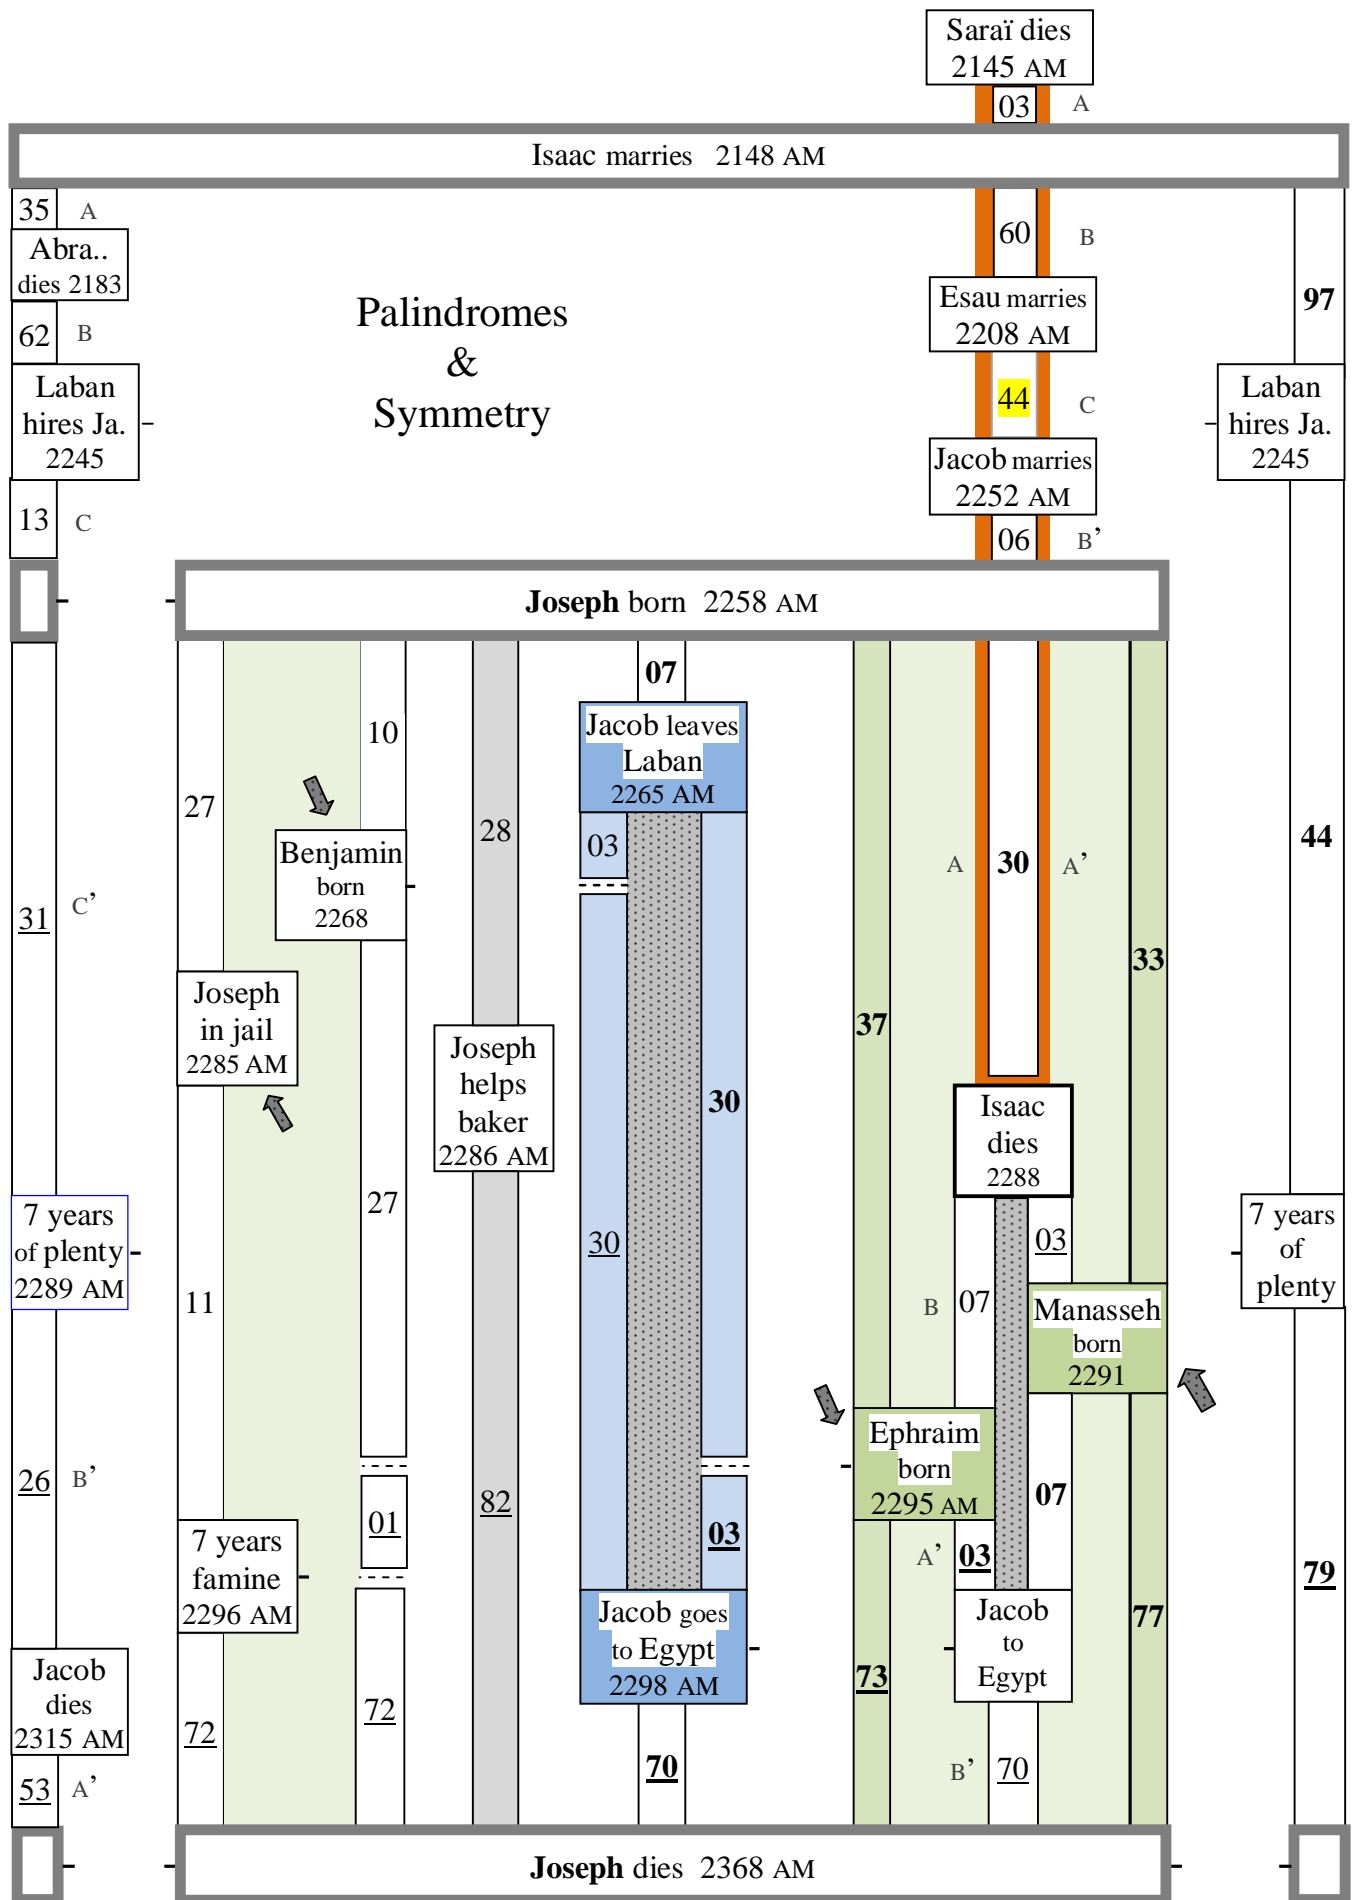 Saraï dies
2145 AM
03 A
Isaac marries 2148 AM
35 A
Abra..
dies 2183
62 B
Laban
hires Ja.
2245
13 C
Palindromes
&
Symmetry
60 B
Esau marries
2208 AM
44 C
Jacob marries
2252 AM
06 B’
97
Laban
hires Ja.
2245
Joseph born 2258 AM
31 C’
7 years
of plenty
2289 AM
26 B’
Jacob
dies
2315 AM
53 A’
27
Joseph
in jail
2285 AM
11
7 years
famine
2296 AM
72
10
Benjamin
born
2268
27
01
72
28
Joseph
helps
baker
2286 AM
82
07
Jacob leaves
Laban
2265 AM
03
30
30
03
Jacob goes
to Egypt
2298 AM
70
37
Ephraim
born
2295 AM
73
A 30 A’
Isaac
dies
2288
B 07
03
07
A’ 03
Jacob
to
Egypt
B’ 70
33
Manasseh
born
2291
77
44
7 years
of
plenty
79
Joseph dies 2368 AM